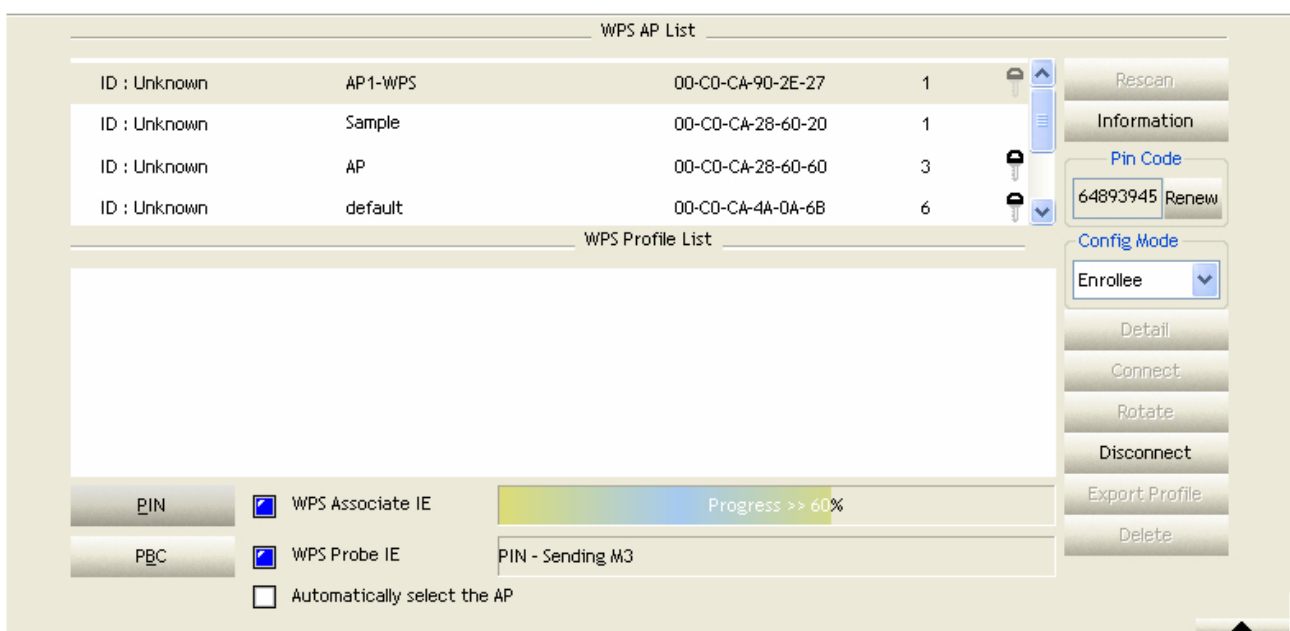 WPS AP List
ID : Unknown AP1-WPS 00-C0-CA-90-2E-27 1
ID : Unknown Sample 00-C0-CA-28-60-20 1
ID : Unknown AP 00-C0-CA-28-60-60 3
ID : Unknown default 00-C0-CA-4A-0A-6B 6
Rescan
Information
Pin Code
64893945 Renew
WPS Profile List
Config Mode
Enrollee
Detail
Connect
Rotate
Disconnect
Export Profile
Delete
PIN WPS Associate IE Progress >> 60%
PBC WPS Probe IE PIN - Sending M3
Automatically select the AP